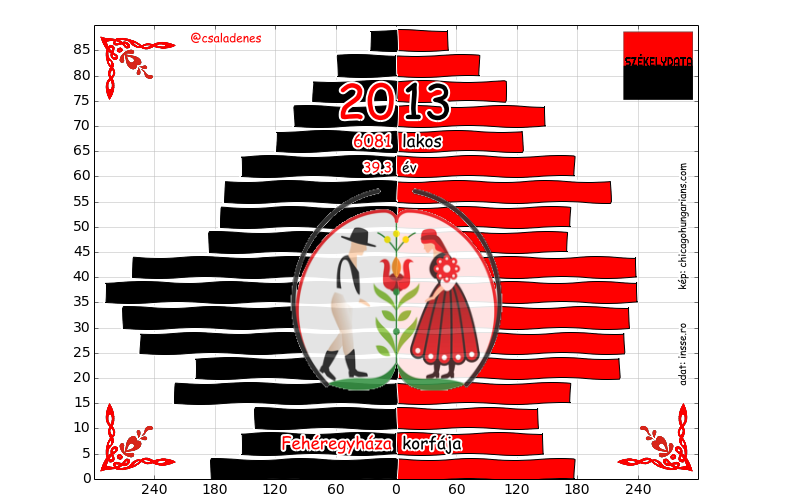 @csaladenes
SZÉKELYDATA
2013
6081 lakos
39.3 év
kép: chicagohungarians.com
adat: insse.ro
Fehéregyháza korfája
85
80
75
70
65
60
55
50
45
40
35
30
25
20
15
10
5
0
240 180 120 60 0 60 120 180 240